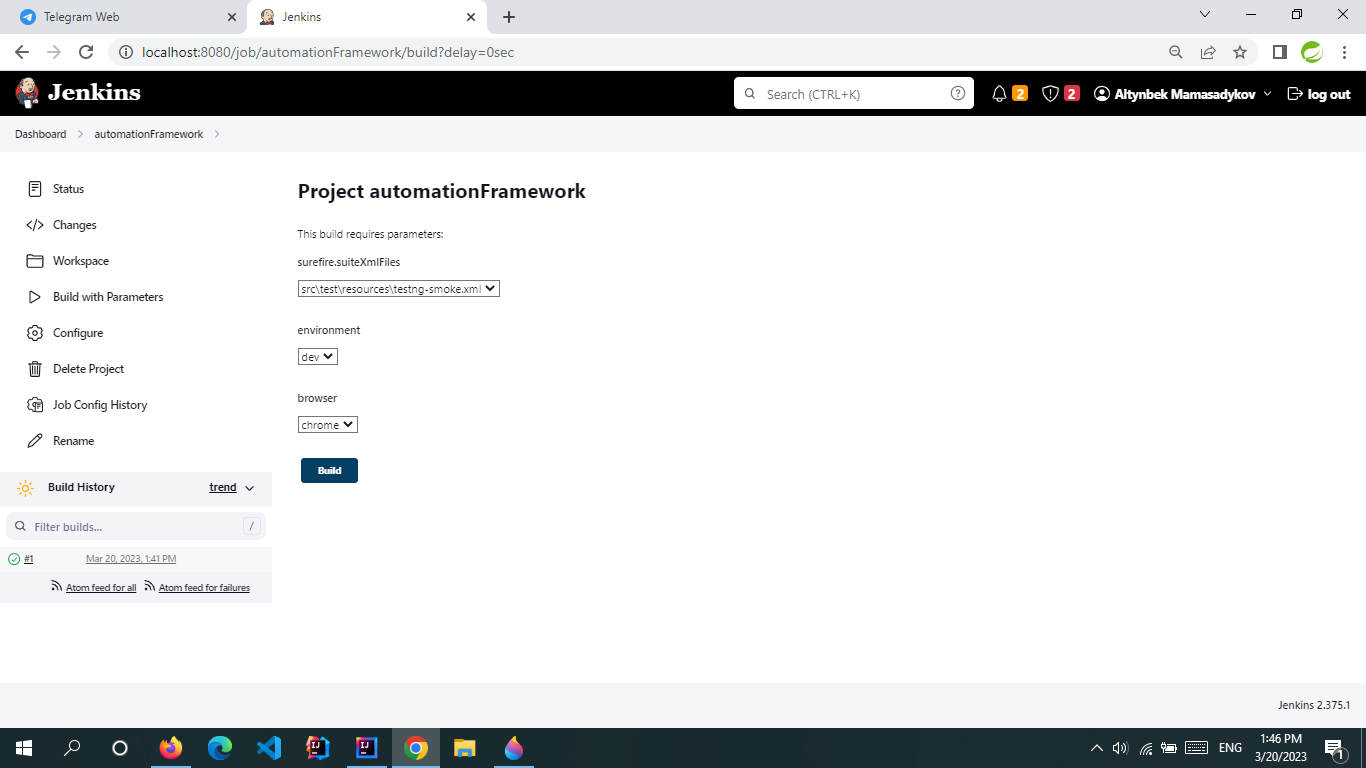 Telegram Web
Jenkins
localhost:8080/job/automationFramework/build?delay=0sec
Jenkins
Search (CTRL+K)
2
2
Altynbek Mamasadykov
log out
Dashboard
automationFramework
Status
Changes
Workspace
Build with Parameters
Configure
Delete Project
Job Config History
Rename
Build History
trend
Filter builds...
/
#1
Mar 20, 2023, 1:41 PM
Atom feed for all
Atom feed for failures
Project automationFramework
This build requires parameters:
surefire.suiteXmlFiles
src\test\resources\testng-smoke.xml
environment
dev
browser
chrome
Build
Jenkins 2.375.1
ENG
1:46 PM
3/20/2023
1